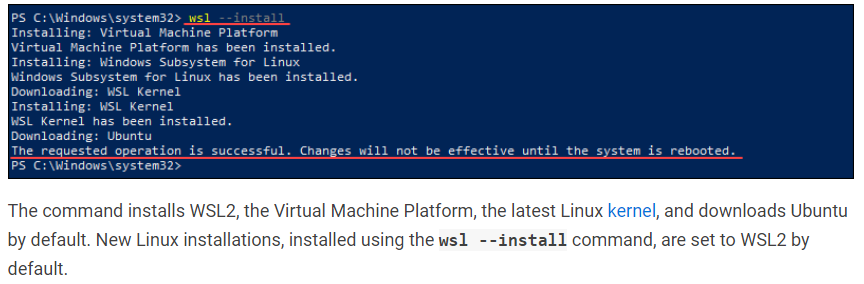 PS C:\Windows\system32> wsl --install
Installing: Virtual Machine Platform
Virtual Machine Platform has been installed.
Installing: Windows Subsystem for Linux
Windows Subsystem for Linux has been installed.
Downloading: WSL Kernel
Installing: WSL Kernel
WSL Kernel has been installed.
Downloading: Ubuntu
The requested operation is successful. Changes will not be effective until the system is rebooted.
PS C:\Windows\system32>
The command installs WSL2, the Virtual Machine Platform, the latest Linux kernel, and downloads Ubuntu
by default. New Linux installations, installed using the wsl --install command, are set to WSL2 by
default.